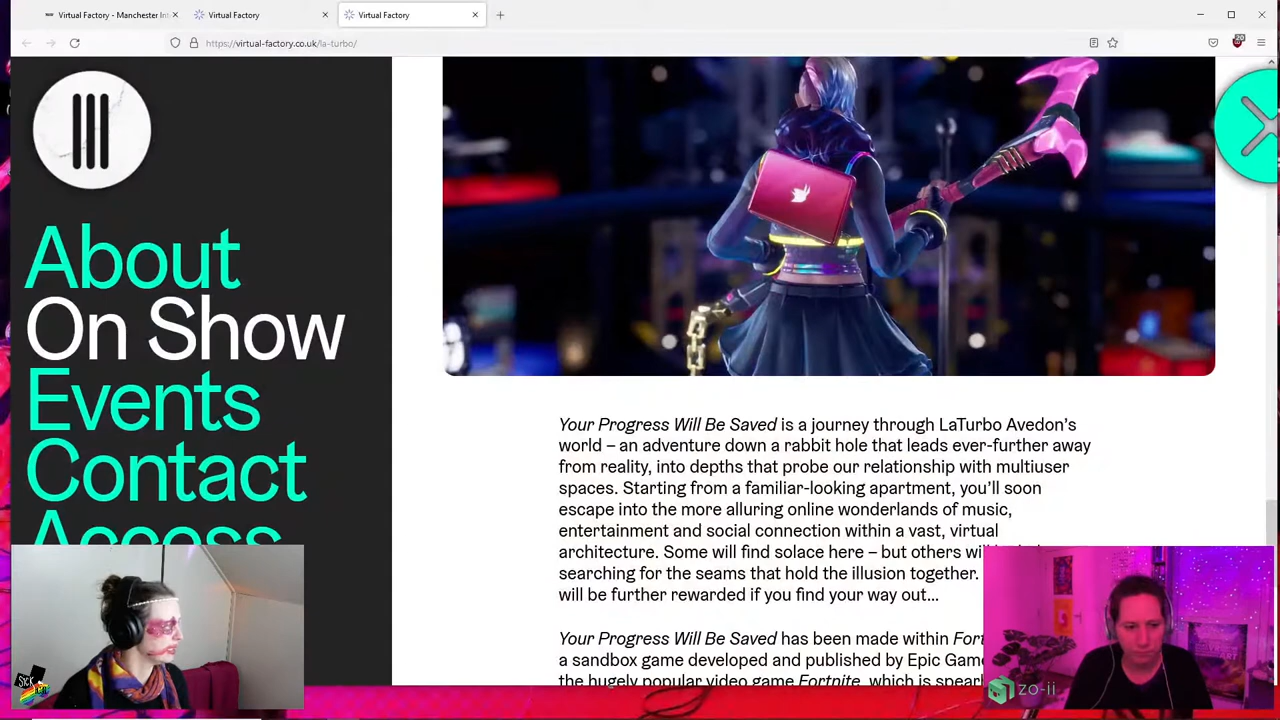 Virtual Factory - Manchester Int
Virtual Factory
Virtual Factory
https://virtual-factory.co.uk/la-turbo/
20
About
On Show
Events
Contact
Access
Your Progress Will Be Saved is a journey through LaTurbo Avedon's
world – an adventure down a rabbit hole that leads ever-further away
from reality, into depths that probe our relationship with multiuser
spaces. Starting from a familiar-looking apartment, you'll soon
escape into the more alluring online wonderlands of music,
entertainment and social connection within a vast, virtual
architecture. Some will find solace here – but others
searching for the seams that hold the illusion together.
will be further rewarded if you find your way out...
Your Progress Will Be Saved has been made within
a sandbox game developed and published by Epic
the hugely popular video game Fortnite, which is
SICK
zo-ii